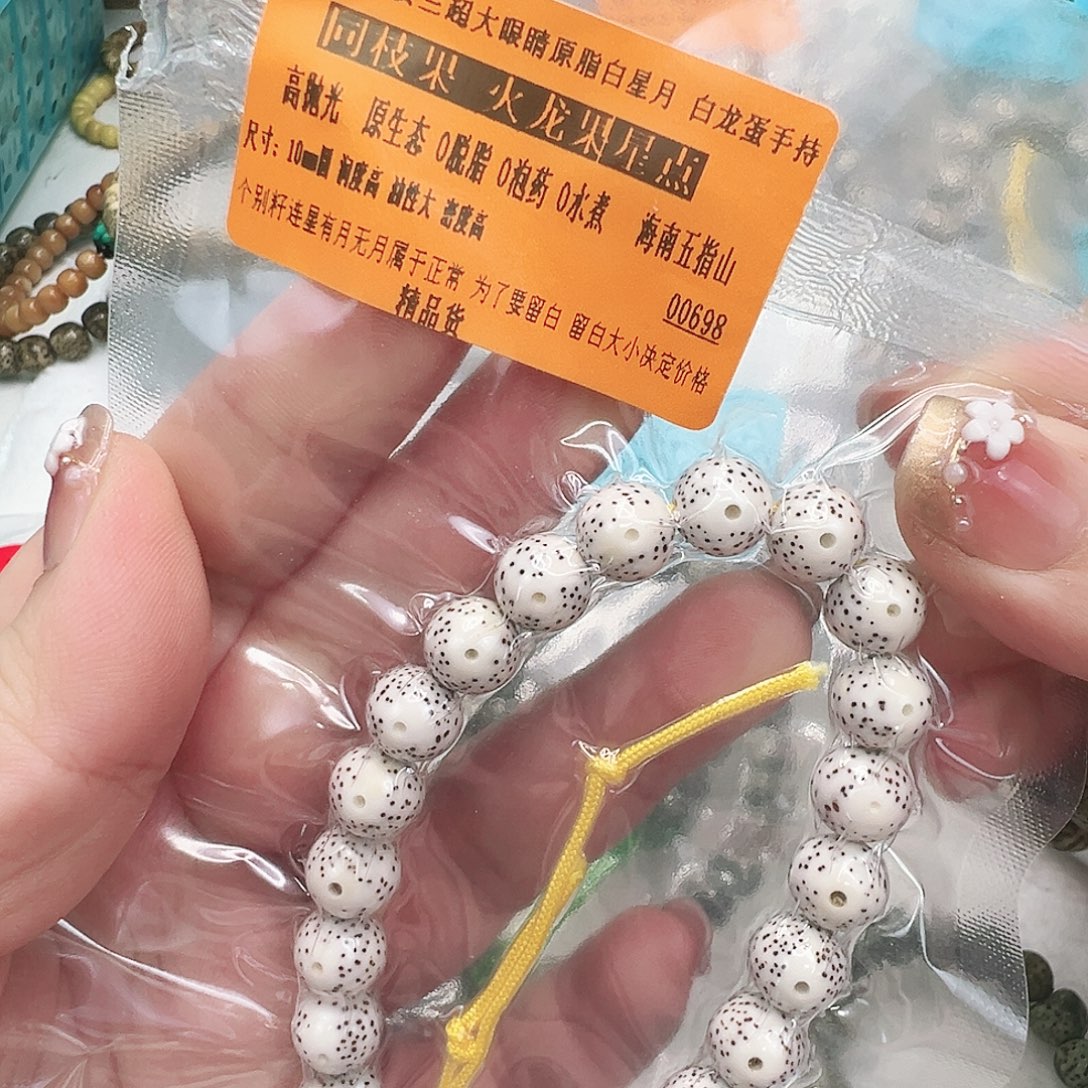 三超大眼睛原脂白星月 白龙蛋手持
同枝果 火龙果星点
高抛光 原生态 0脱脂 0泡药 0水煮 海南五指山
尺寸：10mm圆 润度高 油性大 密度高
00698
个别籽连星有月无月属于正常 为了要留白 留白大小决定价格
精品货